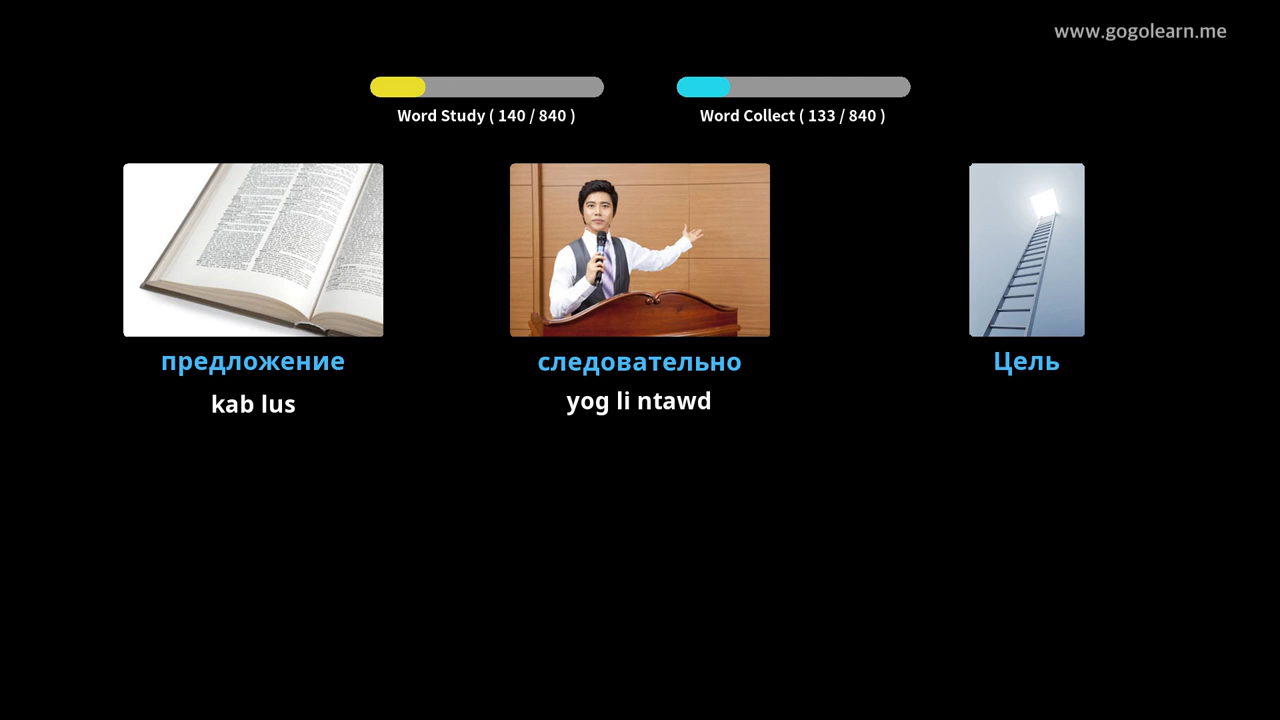 www.gogolearn.me
Word Study ( 140 / 840 )
Word Collect ( 133 / 840 )
предложение
следовательно
Цель
kab lus
yog li ntawd